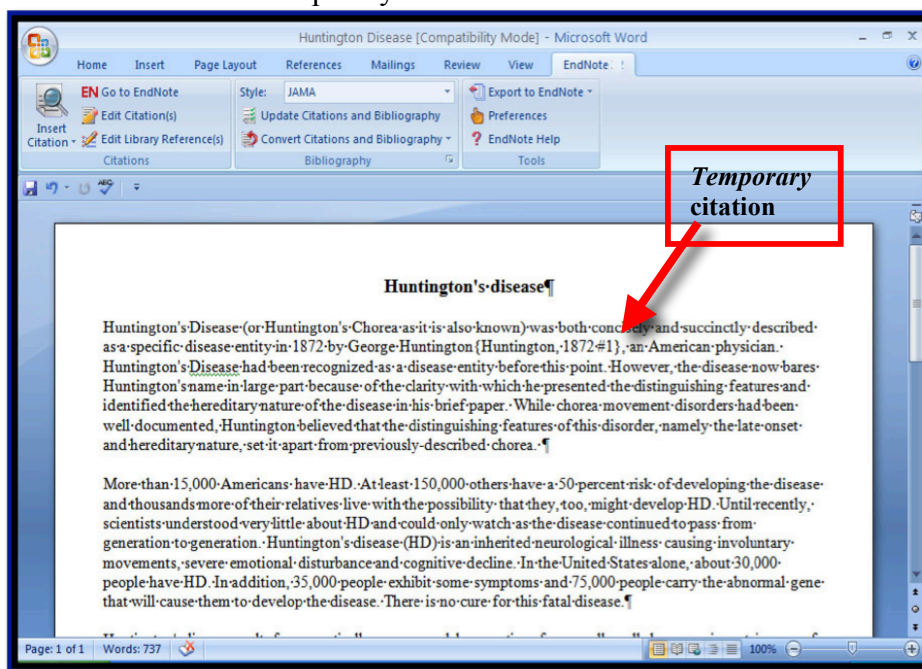 Huntington Disease [Compatibility Mode] - Microsoft Word
Home Insert Page Layout References Mailings Review View EndNote
EN Go to EndNote Style: JAMA Export to EndNote
Edit Citation(s) Update Citations and Bibliography Preferences
Insert Citation Edit Library Reference(s) Convert Citations and Bibliography ? EndNote Help
Citations Bibliography Tools
ABC
Temporary
citation
Huntington's·disease¶
Huntington's·Disease·(or·Huntington's·Chorea·as·it·is·also·known)·was·both·concisely·and·succinctly·described·
as·a·specific·disease·entity·in·1872·by·George·Huntington·{Huntington,·1872·#1},·an·American·physician.·
Huntington's·Disease·had·been·recognized·as·a·disease·entity·before·this·point.·However,·the·disease·now·bares·
Huntington's·name·in·large·part·because·of·the·clarity·with·which·he·presented·the·distinguishing·features·and·
identified·the·hereditary·nature·of·the·disease·in·his·brief·paper.·While·chorea·movement·disorders·had·been·
well·documented,·Huntington·believed·that·the·distinguishing·features·of·this·disorder,·namely·the·late·onset·
and·hereditary·nature,·set·it·apart·from·previously-described·chorea.·¶
More·than·15,000·Americans·have·HD.·At·least·150,000·others·have·a·50·percent·risk·of·developing·the·disease·
and·thousands·more·of·their·relatives·live·with·the·possibility·that·they,·too,·might·develop·HD.·Until·recently,·
scientists·understood·very·little·about·HD·and·could·only·watch·as·the·disease·continued·to·pass·from·
generation·to·generation.·Huntington's·disease·(HD)·is·an·inherited·neurological·illness·causing·involuntary·
movements,·severe·emotional·disturbance·and·cognitive·decline.·In·the·United·States·alone,·about·30,000·
people·have·HD.·In·addition,·35,000·people·exhibit·some·symptoms·and·75,000·people·carry·the·abnormal·gene·
that·will·cause·them·to·develop·the·disease.·There·is·no·cure·for·this·fatal·disease.¶
Page: 1 of 1 Words: 737 100%